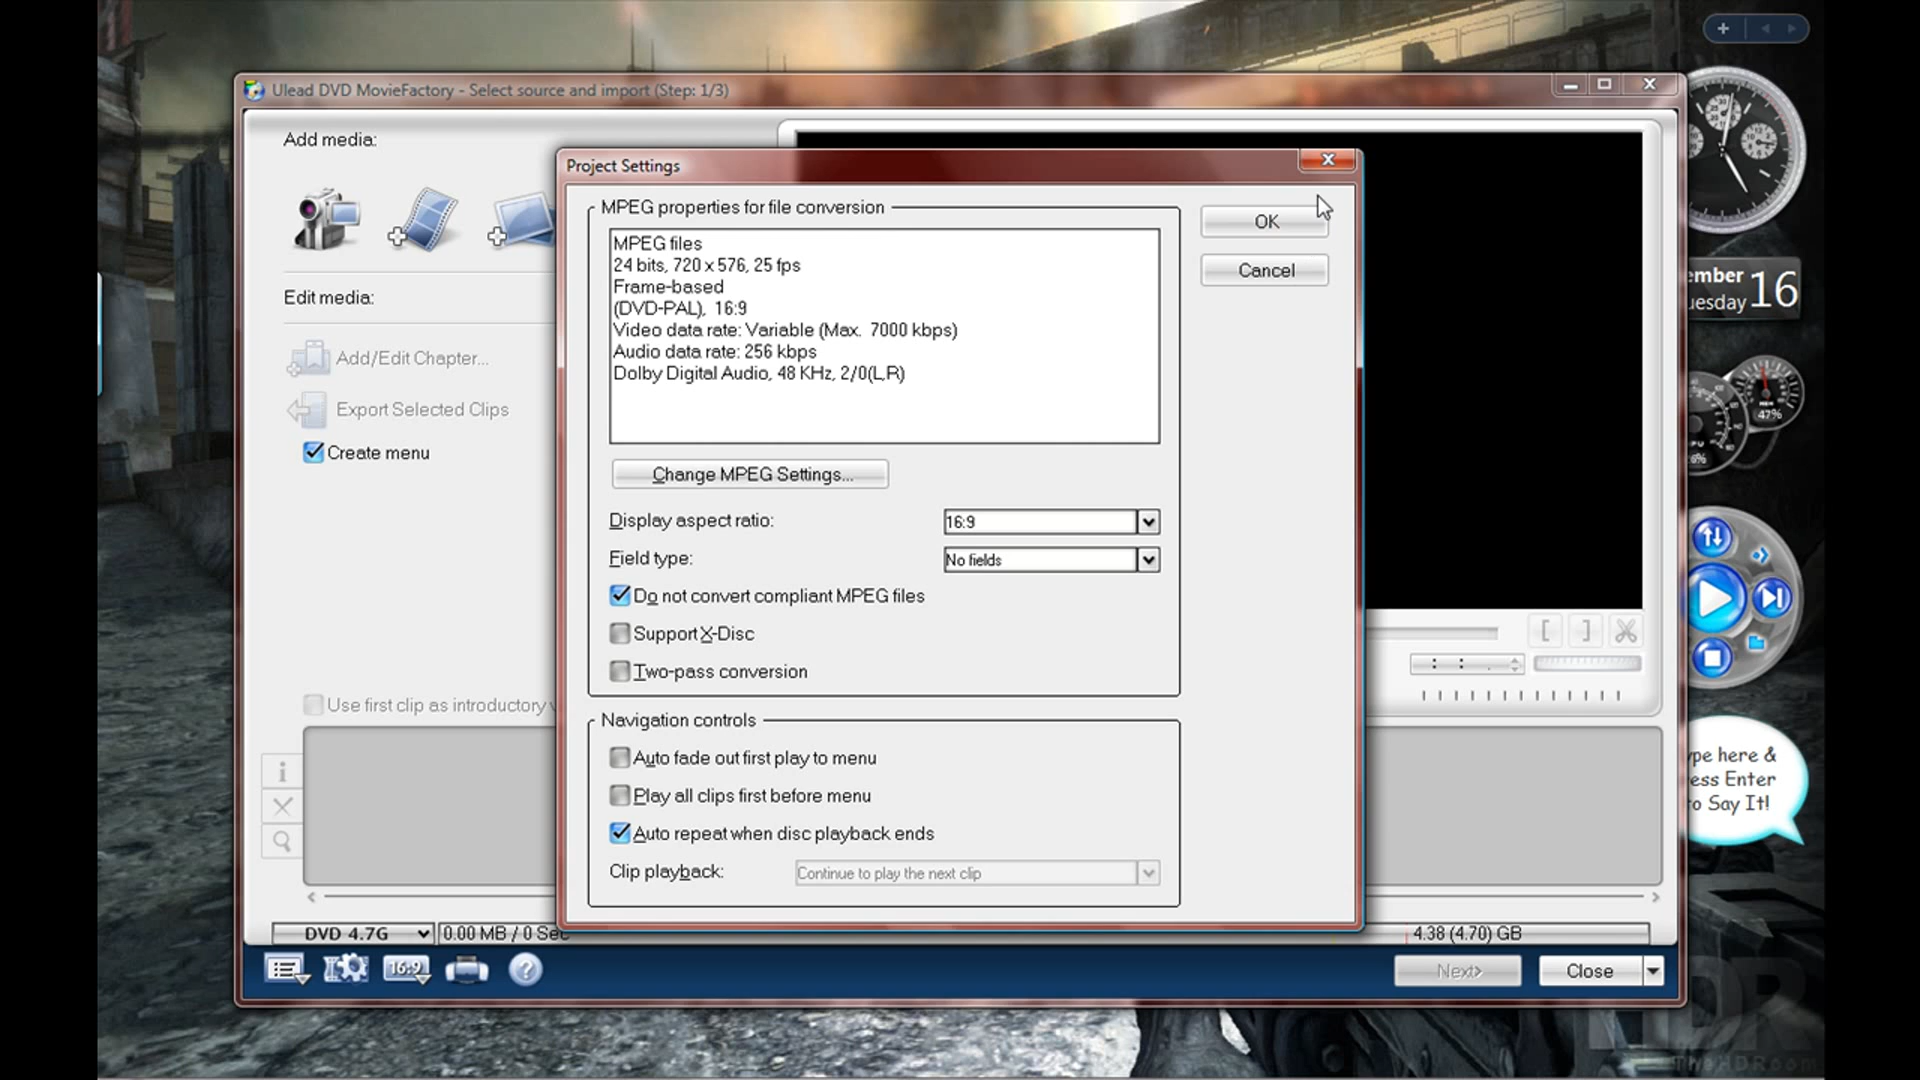 Ulead DVD MovieFactory - Select source and import (Step: 1/3)
Add media:
Edit media:
Add/Edit Chapter...
Export Selected Clips
Create menu
Use first clip as introductory
DVD 4.7G
0.00 MB / 0 Sec
4.38 (4.70) GB
16:9
Next>
Close
Project Settings
MPEG properties for file conversion
MPEG files
24 bits, 720 x 576, 25 fps
Frame-based
(DVD-PAL), 16:9
Video data rate: Variable (Max. 7000 kbps)
Audio data rate: 256 kbps
Dolby Digital Audio, 48 KHz, 2/0(L,R)
Change MPEG Settings...
Display aspect ratio:
16:9
Field type:
No fields
Do not convert compliant MPEG files
Support X-Disc
Two-pass conversion
Navigation controls
Auto fade out first play to menu
Play all clips first before menu
Auto repeat when disc playback ends
Clip playback:
Continue to play the next clip
OK
Cancel
ember
uesday
16
47%
ype here &
ess Enter
to Say It!
HDR
TheHDRoom